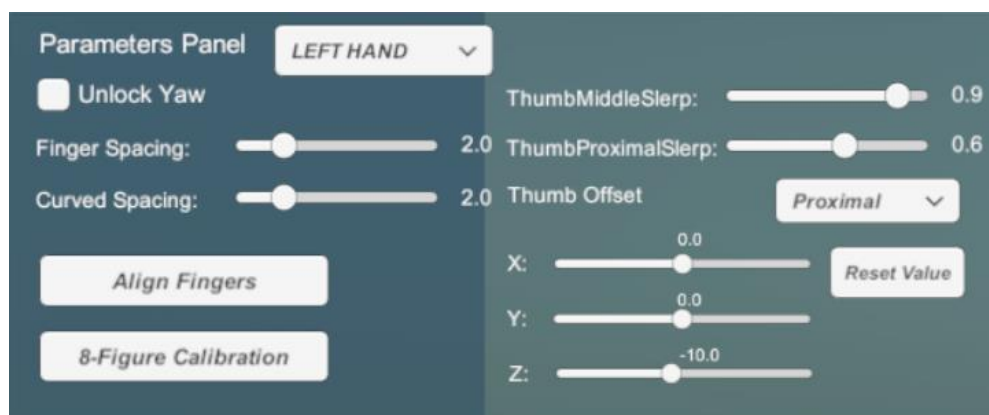 Parameters Panel
LEFT HAND
Unlock Yaw
Finger Spacing: 2.0
Curved Spacing: 2.0
Align Fingers
8-Figure Calibration
ThumbMiddleSlerp: 0.9
ThumbProximalSlerp: 0.6
Thumb Offset
Proximal
0.0
X:
Reset Value
0.0
Y:
-10.0
Z: